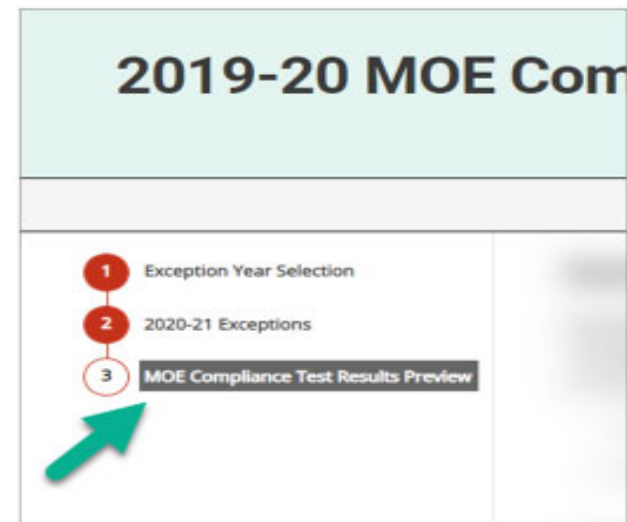 2019-20 MOE Com
1 Exception Year Selection
2 2020-21 Exceptions
3 MOE Compliance Test Results Preview